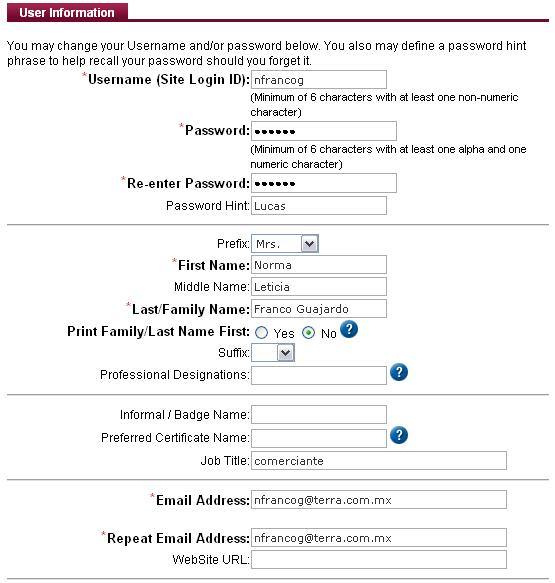 User Information
You may change your Username and/or password below. You also may define a password hint
phrase to help recall your password should you forget it.
*Username (Site Login ID): nfrancog
(Minimum of 6 characters with at least one non-numeric
character)
*Password: ••••••
(Minimum of 6 characters with at least one alpha and one
numeric character)
*Re-enter Password: ••••••
Password Hint: Lucas
Prefix: Mrs.
*First Name: Norma
Middle Name: Leticia
*Last/Family Name: Franco Guajardo
Print Family/Last Name First: Yes No ?
Suffix:
Professional Designations: ?
Informal / Badge Name:
Preferred Certificate Name: ?
Job Title: comerciante
*Email Address: nfrancog@terra.com.mx
*Repeat Email Address: nfrancog@terra.com.mx
WebSite URL: